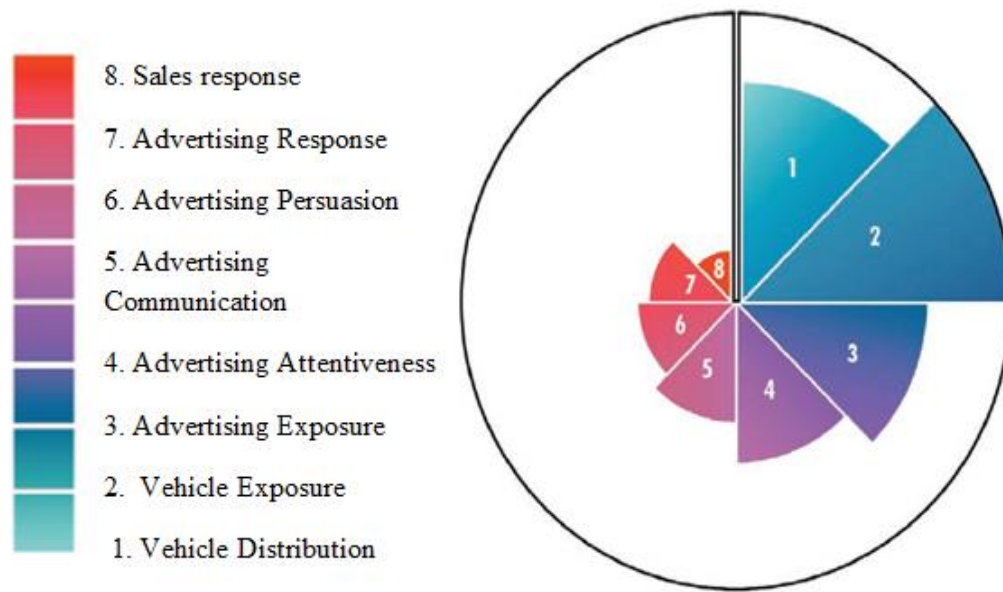 8. Sales response
7. Advertising Response
6. Advertising Persuasion
5. Advertising
Communication
4. Advertising Attentiveness
3. Advertising Exposure
2. Vehicle Exposure
1. Vehicle Distribution
1
2
3
4
5
6
7
8